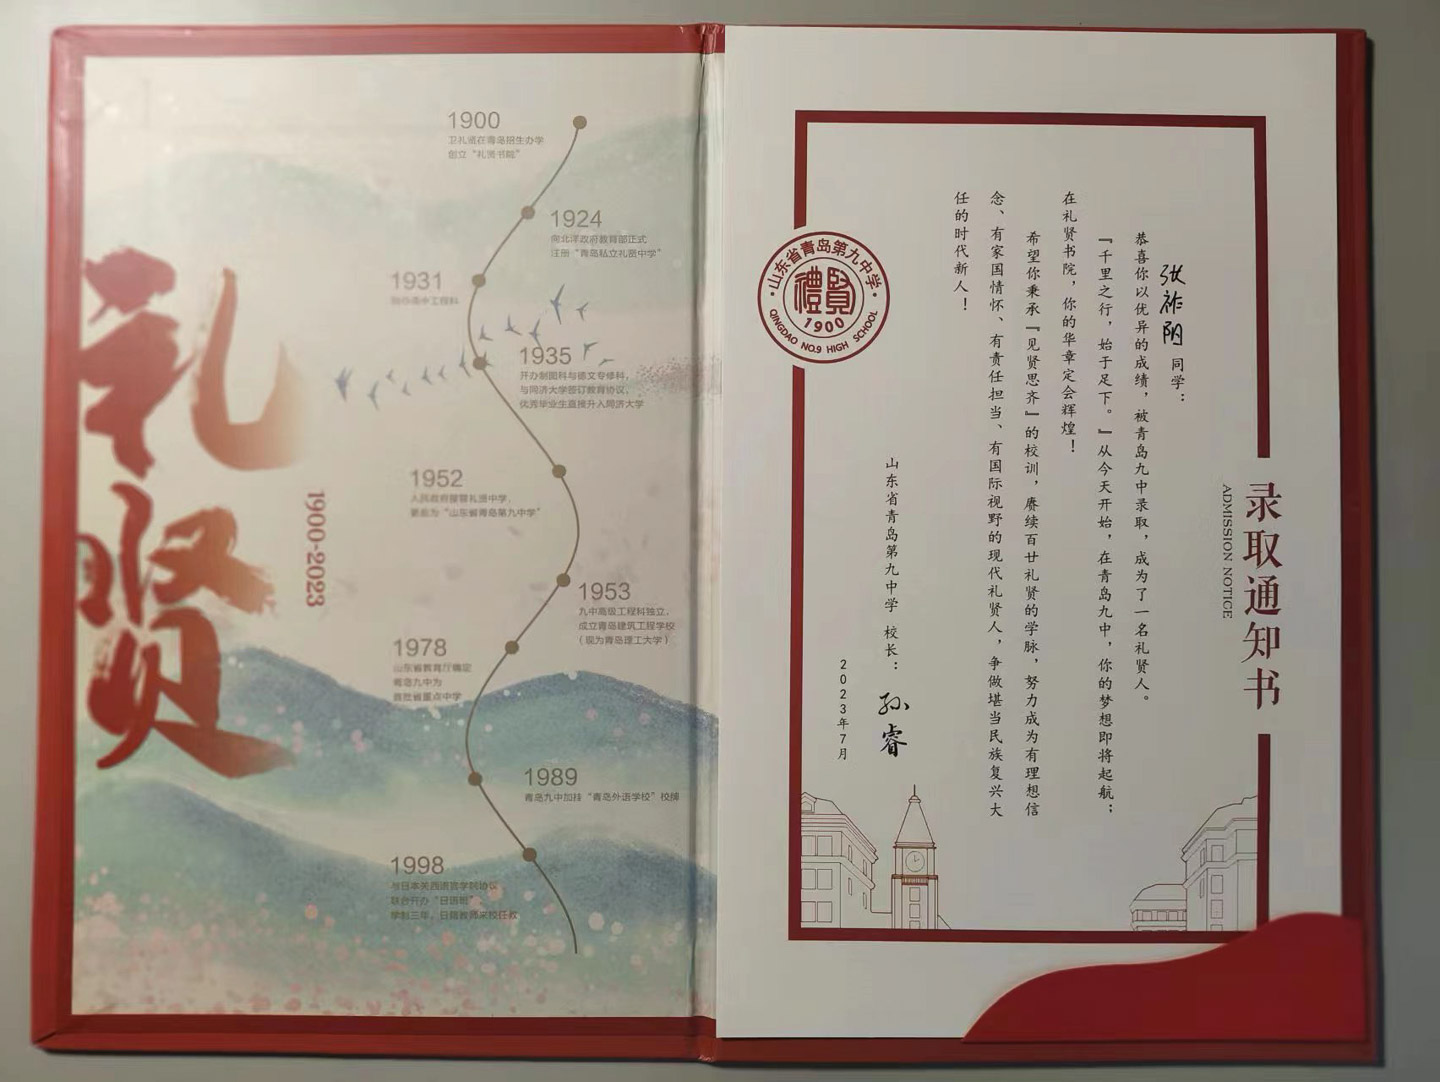 礼贤
1900-2023
1900
卫礼贤在青岛招生办学
创立“礼贤书院”
1924
向北洋政府教育部正式
注册“青岛私立礼贤中学”
1931
1935
开办制图科与德文专修科，
与同济大学签订教育协议，
优秀毕业生直接升入同济大学
1952
人民政府接管礼贤中学，
更名为“山东省青岛第九中学”
1953
九中高级工程科独立，
成立青岛建筑工程学校
（现为青岛理工大学）
1978
山东省教育厅确定
青岛九中为
首批省重点中学
1989
青岛九中加挂“青岛外语学校”校牌
1998
与日本关西语言学院协议，
联合开办“日语班”，
学制三年，日籍教师来校任教
录取通知书
ADMISSION NOTICE
张祚阴 同学：
恭喜你以优异的成绩，被青岛九中录取，成为了一名礼贤人。
『千里之行，始于足下。』从今天开始，在青岛九中，你的梦想即将起航；
在礼贤书院，你的华章定会辉煌！
希望你秉承『见贤思齐』的校训，赓续百廿礼贤的学脉，努力成为有理想信
念、有家国情怀、有责任担当、有国际视野的现代礼贤人，争做堪当民族复兴大
任的时代新人！
山东省青岛第九中学 校长：孙睿
2023年7月
山东省青岛第九中学
禮賢
1900
QINGDAO NO.9 HIGH SCHOOL